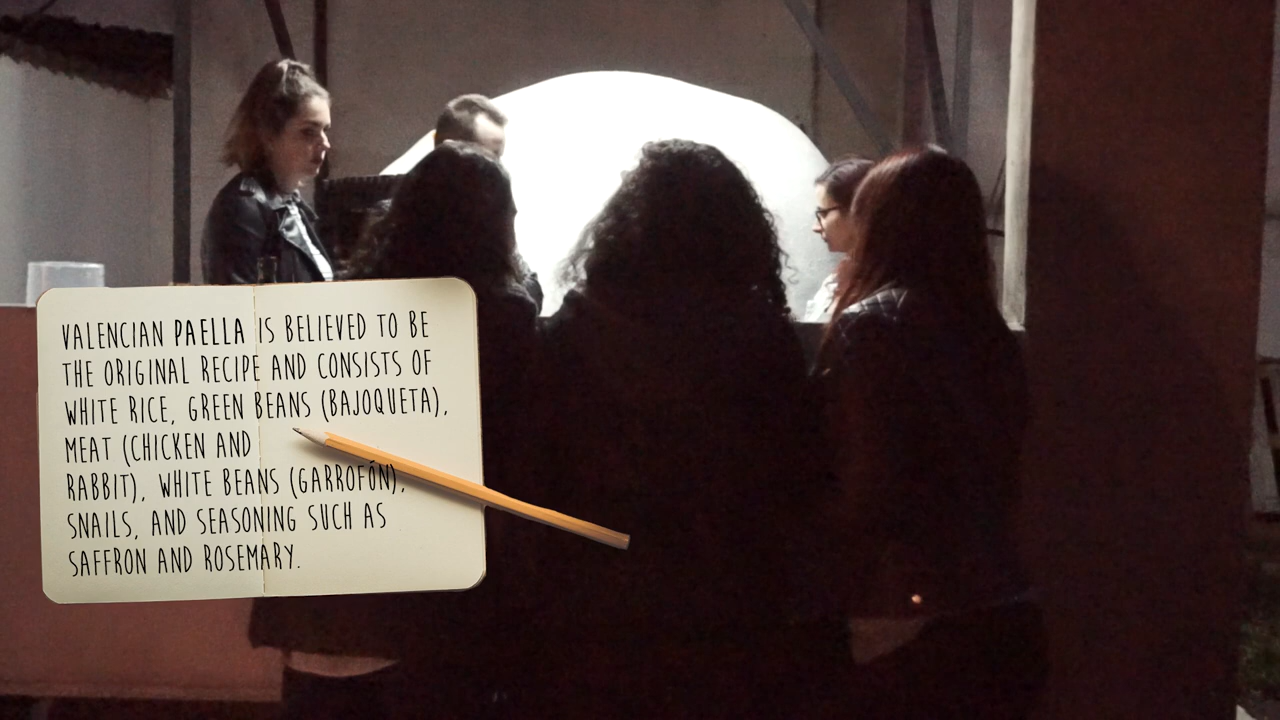 VALENCIAN PAELLA IS BELIEVED TO BE
THE ORIGINAL RECIPE AND CONSISTS OF
WHITE RICE, GREEN BEANS (BAJOQUETA),
MEAT (CHICKEN AND
RABBIT), WHITE BEANS (GARROFÓN),
SNAILS, AND SEASONING SUCH AS
SAFFRON AND ROSEMARY.